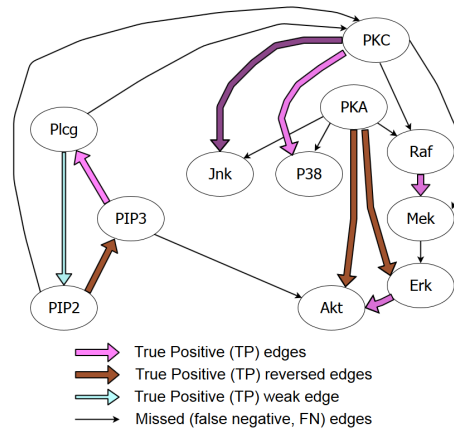 PKC
PKA
Plcg
Raf
Jnk
P38
PIP3
Mek
Erk
PIP2
Akt
True Positive (TP) edges
True Positive (TP) reversed edges
True Positive (TP) weak edge
Missed (false negative, FN) edges